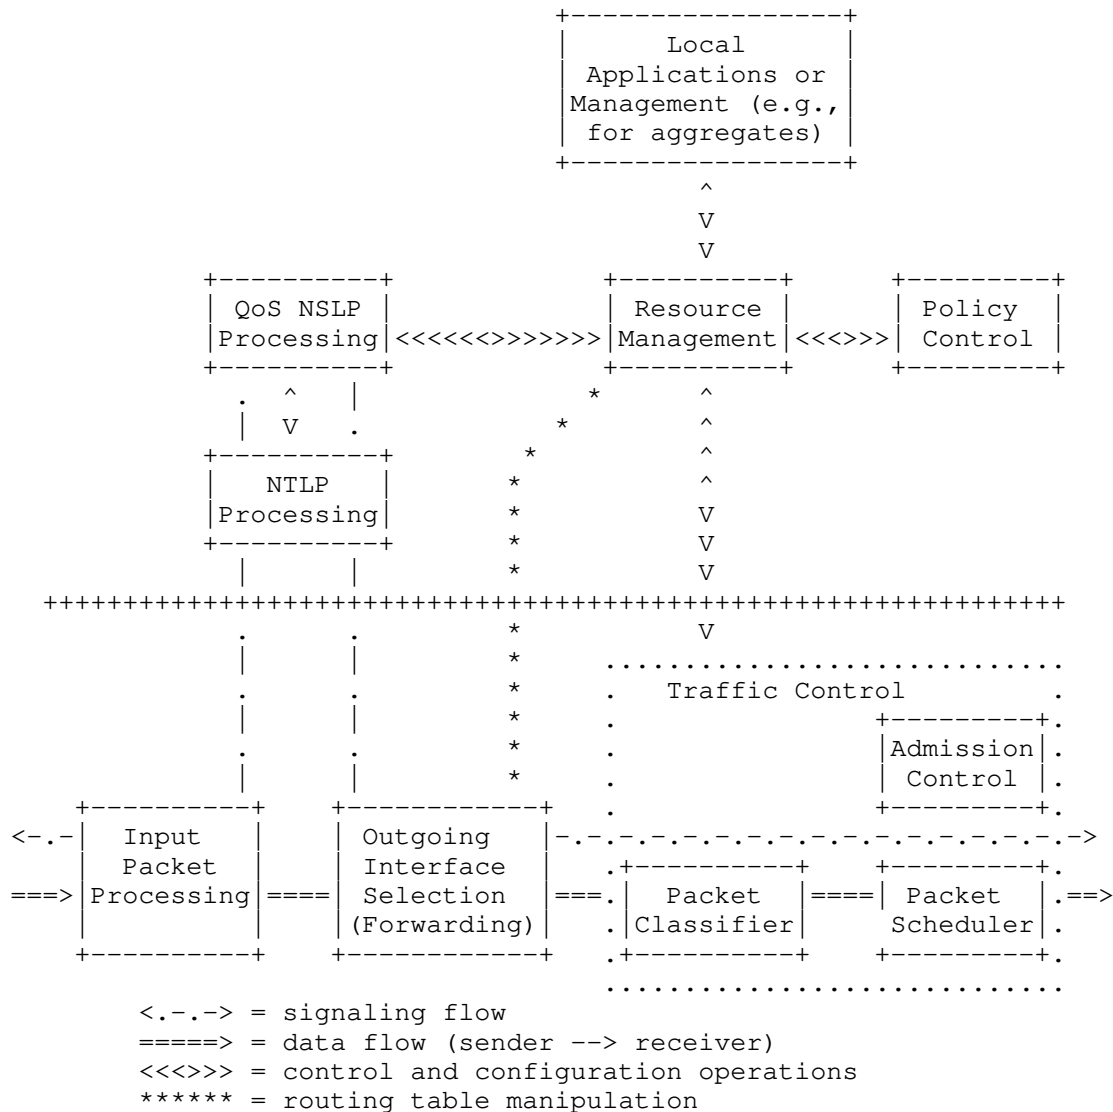 Local
Applications or
Management (e.g.,
for aggregates)
QoS NSLP
Processing
Resource
Management
Policy
Control
NTLP
Processing
Traffic Control
Admission
Control
Input
Packet
Processing
Outgoing
Interface
Selection
(Forwarding)
Packet
Classifier
Packet
Scheduler
<.-.-> = signaling flow
=====> = data flow (sender --> receiver)
<<<>>> = control and configuration operations
****** = routing table manipulation